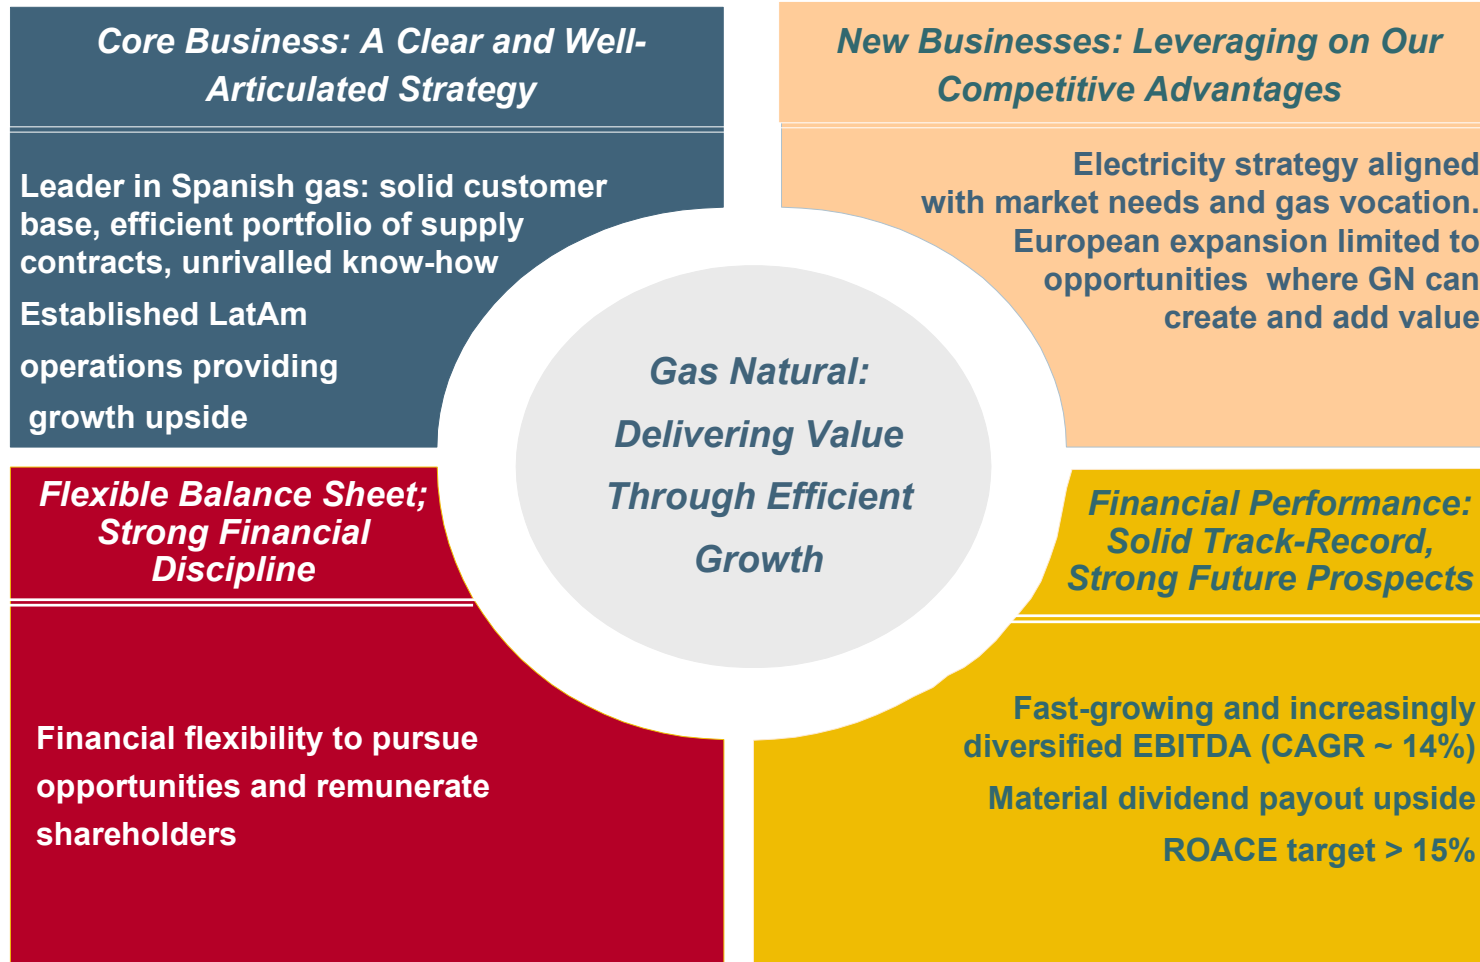 Core Business: A Clear and Well-
Articulated Strategy
Leader in Spanish gas: solid customer
base, efficient portfolio of supply
contracts, unrivalled know-how
Established LatAm
operations providing
growth upside
New Businesses: Leveraging on Our
Competitive Advantages
Electricity strategy aligned
with market needs and gas vocation.
European expansion limited to
opportunities where GN can
create and add value
Gas Natural:
Delivering Value
Through Efficient
Growth
Flexible Balance Sheet;
Strong Financial
Discipline
Financial flexibility to pursue
opportunities and remunerate
shareholders
Financial Performance:
Solid Track-Record,
Strong Future Prospects
Fast-growing and increasingly
diversified EBITDA (CAGR ~ 14%)
Material dividend payout upside
ROACE target > 15%